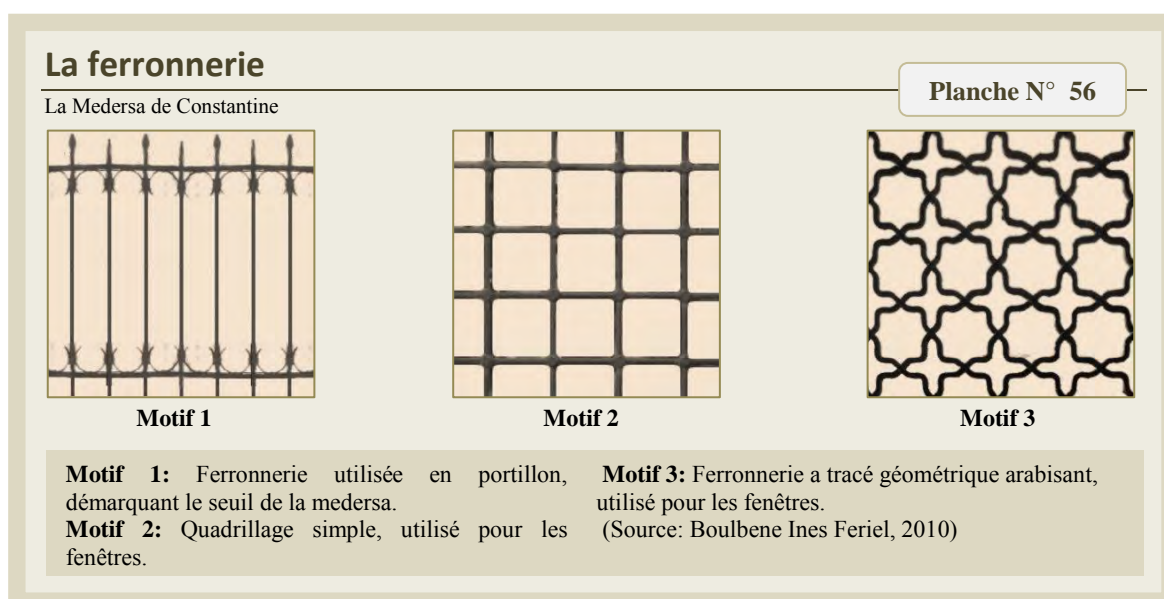 La ferronnerie
Planche N° 56
La Medersa de Constantine
Motif 1
Motif 2
Motif 3
Motif 1: Ferronnerie utilisée en portillon,
démarquant le seuil de la medersa.
Motif 2: Quadrillage simple, utilisé pour les
fenêtres.
Motif 3: Ferronnerie a tracé géométrique arabisant,
utilisé pour les fenêtres.
(Source: Boulbene Ines Feriel, 2010)